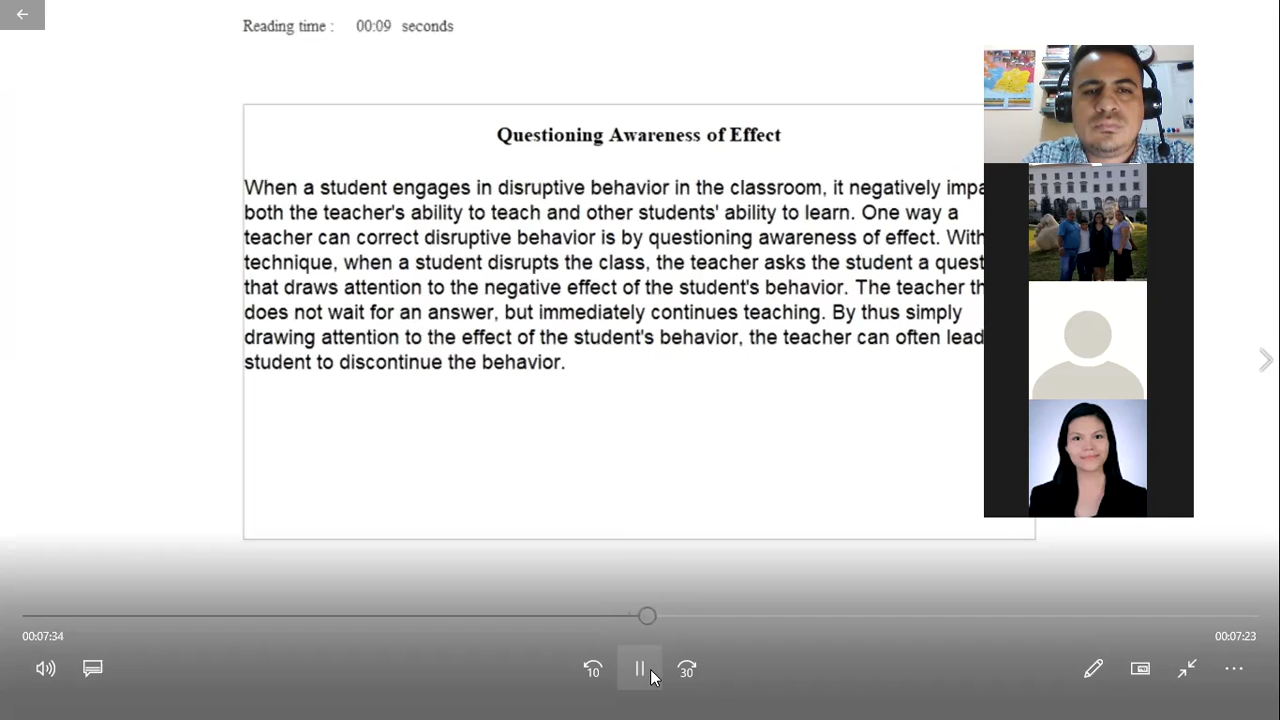 Reading time : 00:09 seconds
Questioning Awareness of Effect
When a student engages in disruptive behavior in the classroom, it negatively
both the teacher's ability to teach and other students' ability to learn. One way a
teacher can correct disruptive behavior is by questioning awareness of effect.
technique, when a student disrupts the class, the teacher asks the student a
that draws attention to the negative effect of the student's behavior. The teacher
does not wait for an answer, but immediately continues teaching. By thus simply
drawing attention to the effect of the student's behavior, the teacher can often lead
student to discontinue the behavior.
00:07:34
00:07:23
10
30